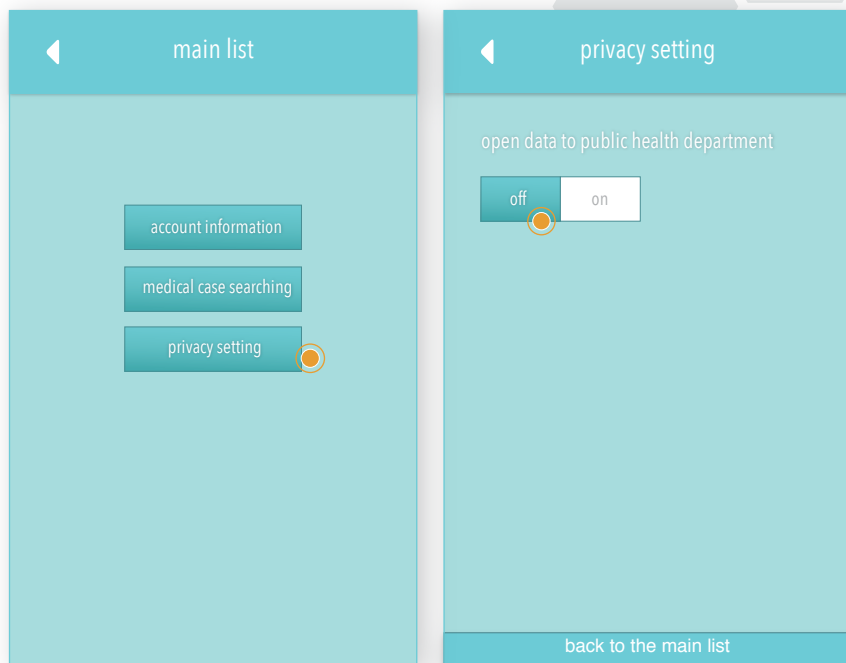 main list
account information
medical case searching
privacy setting
privacy setting
open data to public health department
off
on
back to the main list